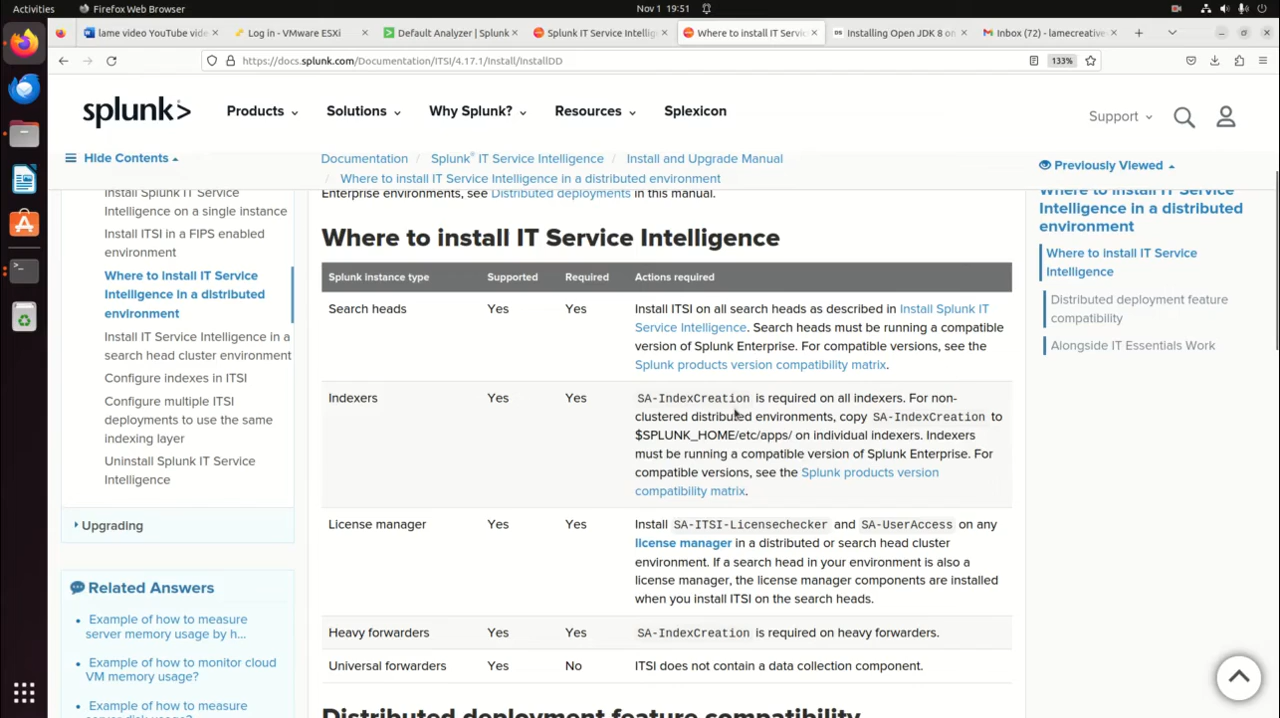 Activities
Firefox Web Browser
Nov 1 19:51
lame video YouTube vide
Log in - VMware ESXi
Default Analyzer | Splunk
Splunk IT Service Intellig
Where to install IT Servic
Installing Open JDK 8 on
Inbox (72) - lamecreative
https://docs.splunk.com/Documentation/ITSI/4.17.1/Install/InstallDD
133%
splunk>
Products
Solutions
Why Splunk?
Resources
Splexicon
Support
Hide Contents
Documentation / Splunk® IT Service Intelligence / Install and Upgrade Manual
/ Where to install IT Service Intelligence in a distributed environment
Previously Viewed
Install Splunk IT Service
Intelligence on a single instance
Install ITSI in a FIPS enabled
environment
Where to install IT Service
Intelligence in a distributed
environment
Install IT Service Intelligence in a
search head cluster environment
Configure indexes in ITSI
Configure multiple ITSI
deployments to use the same
indexing layer
Uninstall Splunk IT Service
Intelligence
Upgrading
Related Answers
Example of how to measure
server memory usage by h...
Example of how to monitor cloud
VM memory usage?
Example of how to measure
server disk usage?
Enterprise environments, see Distributed deployments in this manual.
Where to install IT Service Intelligence
Splunk instance type
Supported
Required
Actions required
Search heads
Yes
Yes
Install ITSI on all search heads as described in Install Splunk IT
Service Intelligence. Search heads must be running a compatible
version of Splunk Enterprise. For compatible versions, see the
Splunk products version compatibility matrix.
Indexers
Yes
Yes
SA-IndexCreation is required on all indexers. For non-
clustered distributed environments, copy SA-IndexCreation to
$SPLUNK_HOME/etc/apps/ on individual indexers. Indexers
must be running a compatible version of Splunk Enterprise. For
compatible versions, see the Splunk products version
compatibility matrix.
License manager
Yes
Yes
Install SA-ITSI-Licensechecker and SA-UserAccess on any
license manager in a distributed or search head cluster
environment. If a search head in your environment is also a
license manager, the license manager components are installed
when you install ITSI on the search heads.
Heavy forwarders
Yes
Yes
SA-IndexCreation is required on heavy forwarders.
Universal forwarders
Yes
No
ITSI does not contain a data collection component.
Distributed deployment feature compatibility
Where to install IT Service
Intelligence in a distributed
environment
Where to install IT Service
Intelligence
Distributed deployment feature
compatibility
Alongside IT Essentials Work